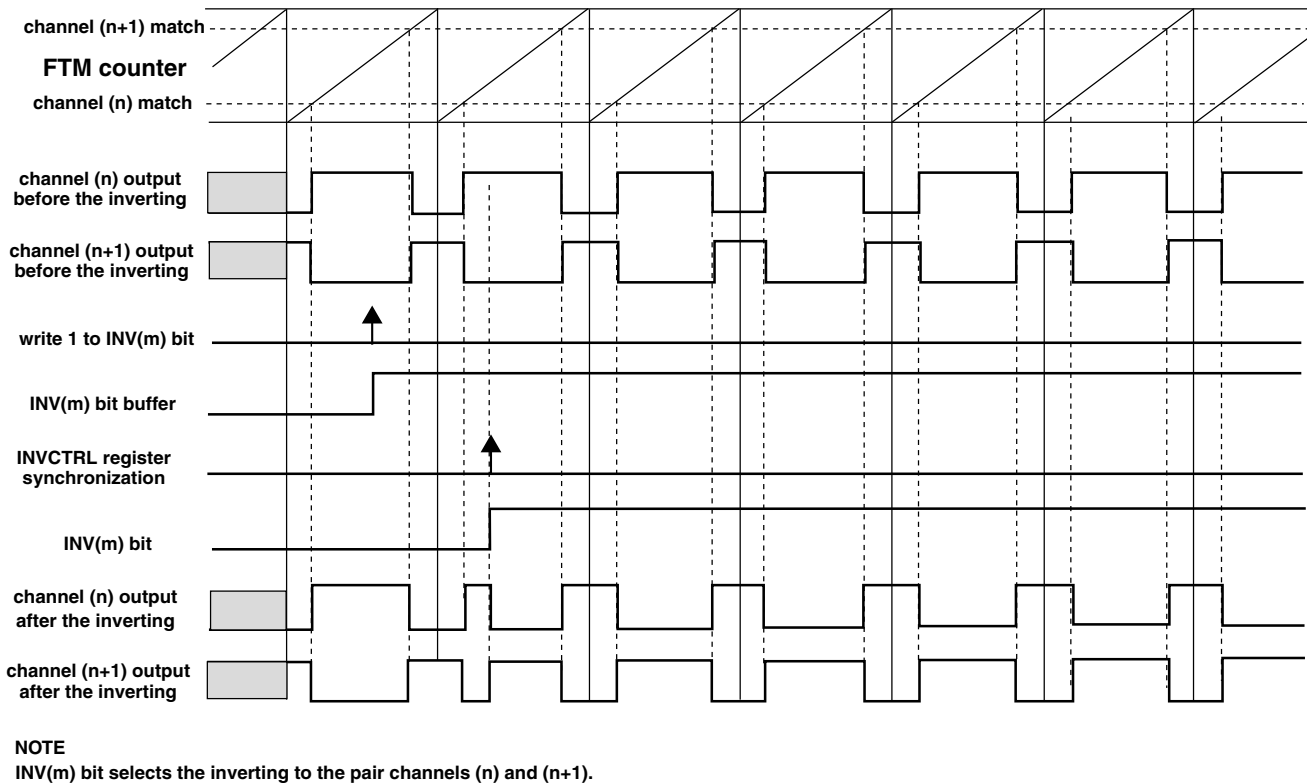 channel (n+1) match
FTM counter
channel (n) match
channel (n) output
before the inverting
channel (n+1) output
before the inverting
write 1 to INV(m) bit
INV(m) bit buffer
INVCTRL register
synchronization
INV(m) bit
channel (n) output
after the inverting
channel (n+1) output
after the inverting
NOTE
INV(m) bit selects the inverting to the pair channels (n) and (n+1).